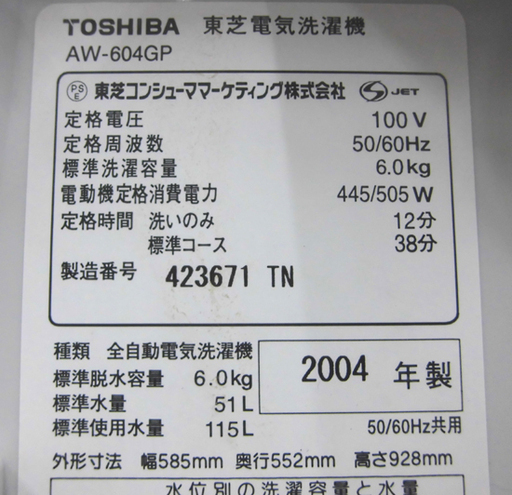 TOSHIBA 東芝電気洗濯機
AW-604GP
PS E 東芝コンシューママーケティング株式会社 S JET
定格電圧 100V
定格周波数 50/60Hz
標準洗濯容量 6.0kg
電動機定格消費電力 445/505W
定格時間 洗いのみ 12分
標準コース 38分
製造番号 423671 TN
種類 全自動電気洗濯機
標準脱水容量 6.0kg
2004 年製
標準水量 51L
標準使用水量 115L 50/60Hz共用
外形寸法 幅585mm 奥行552mm 高さ928mm
水位別の洗濯容量と水量